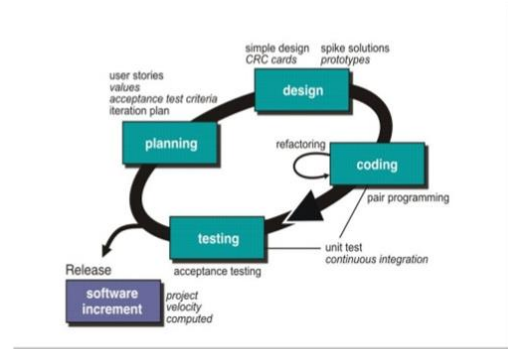 simple design
CRC cards
spike solutions
prototypes
user stories
values
acceptance test criteria
iteration plan
design
planning
refactoring
coding
pair programming
testing
unit test
continuous integration
acceptance testing
Release
software
increment
project
velocity
computed